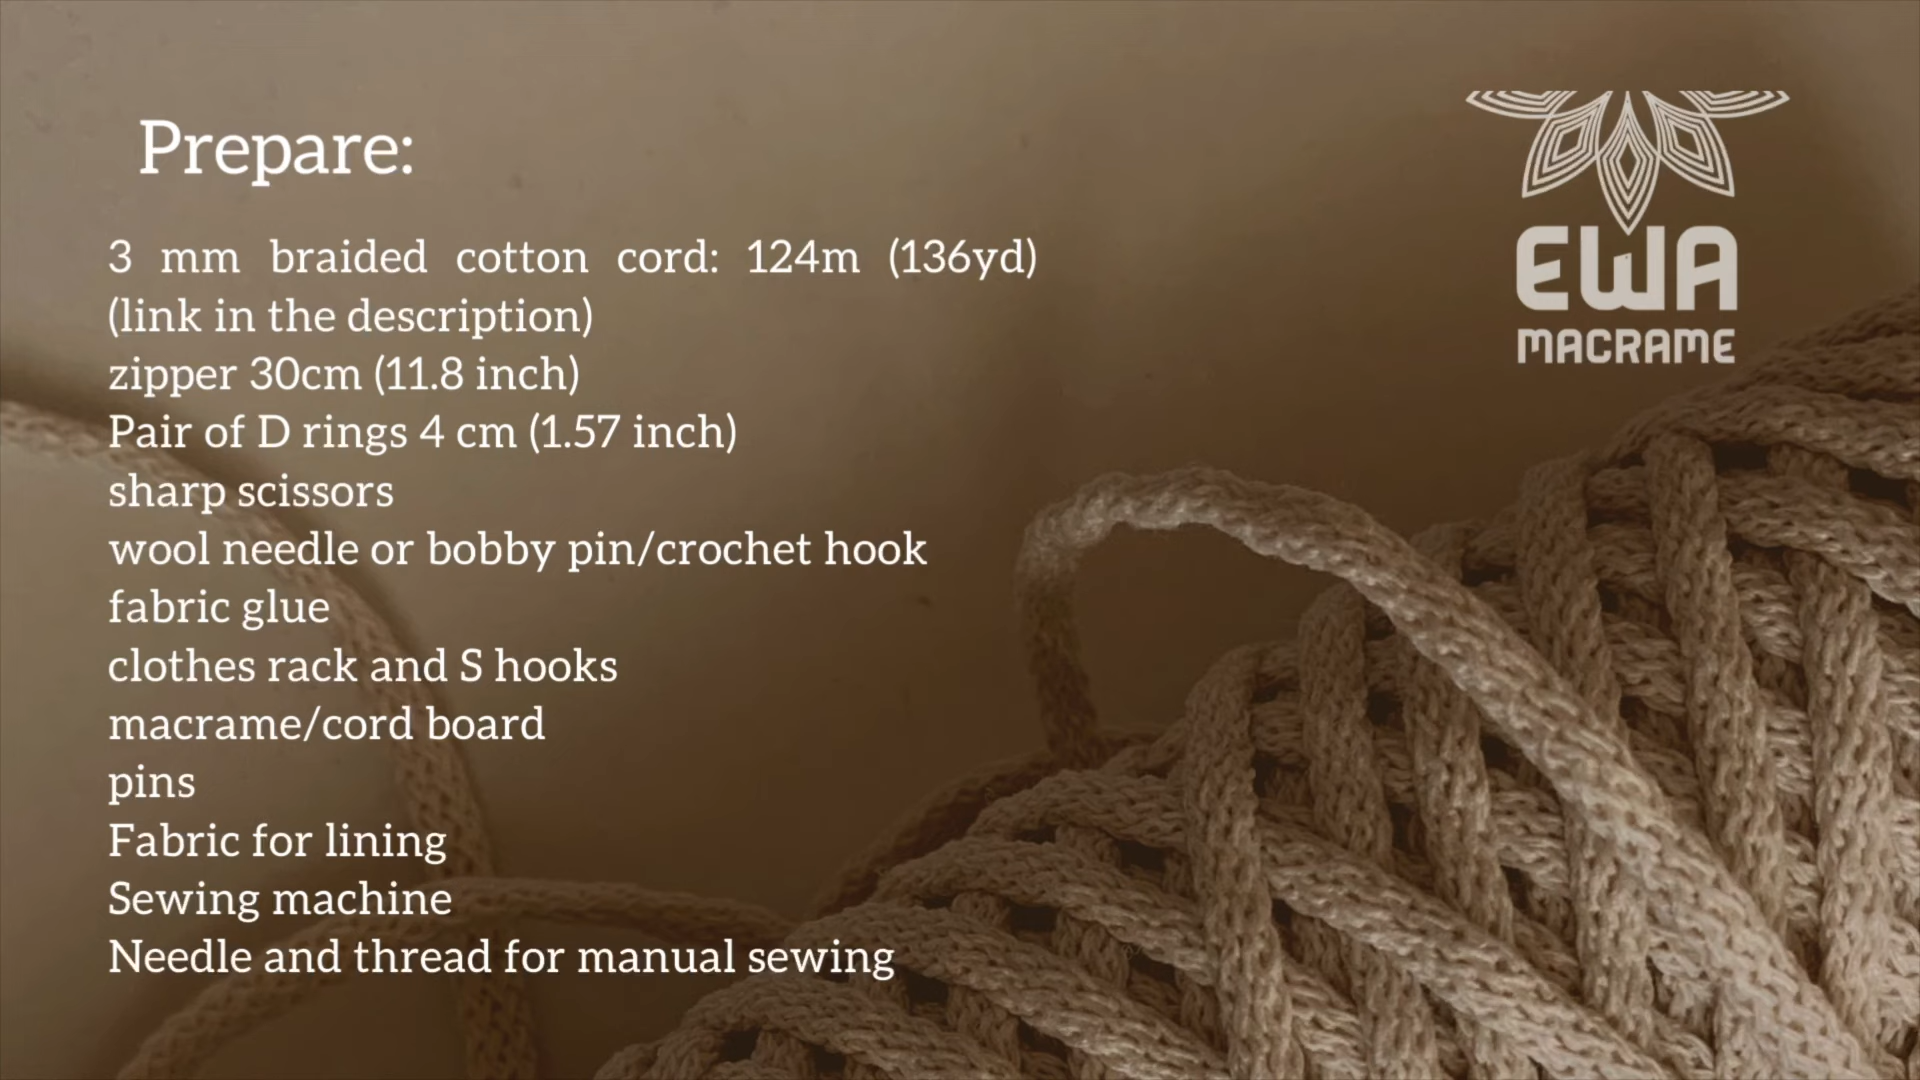 Prepare:
3 mm braided cotton cord: 124m (136yd)
(link in the description)
zipper 30cm (11.8 inch)
Pair of D rings 4 cm (1.57 inch)
sharp scissors
wool needle or bobby pin/crochet hook
fabric glue
clothes rack and S hooks
macrame/cord board
pins
Fabric for lining
Sewing machine
Needle and thread for manual sewing
EWA
MACRAME